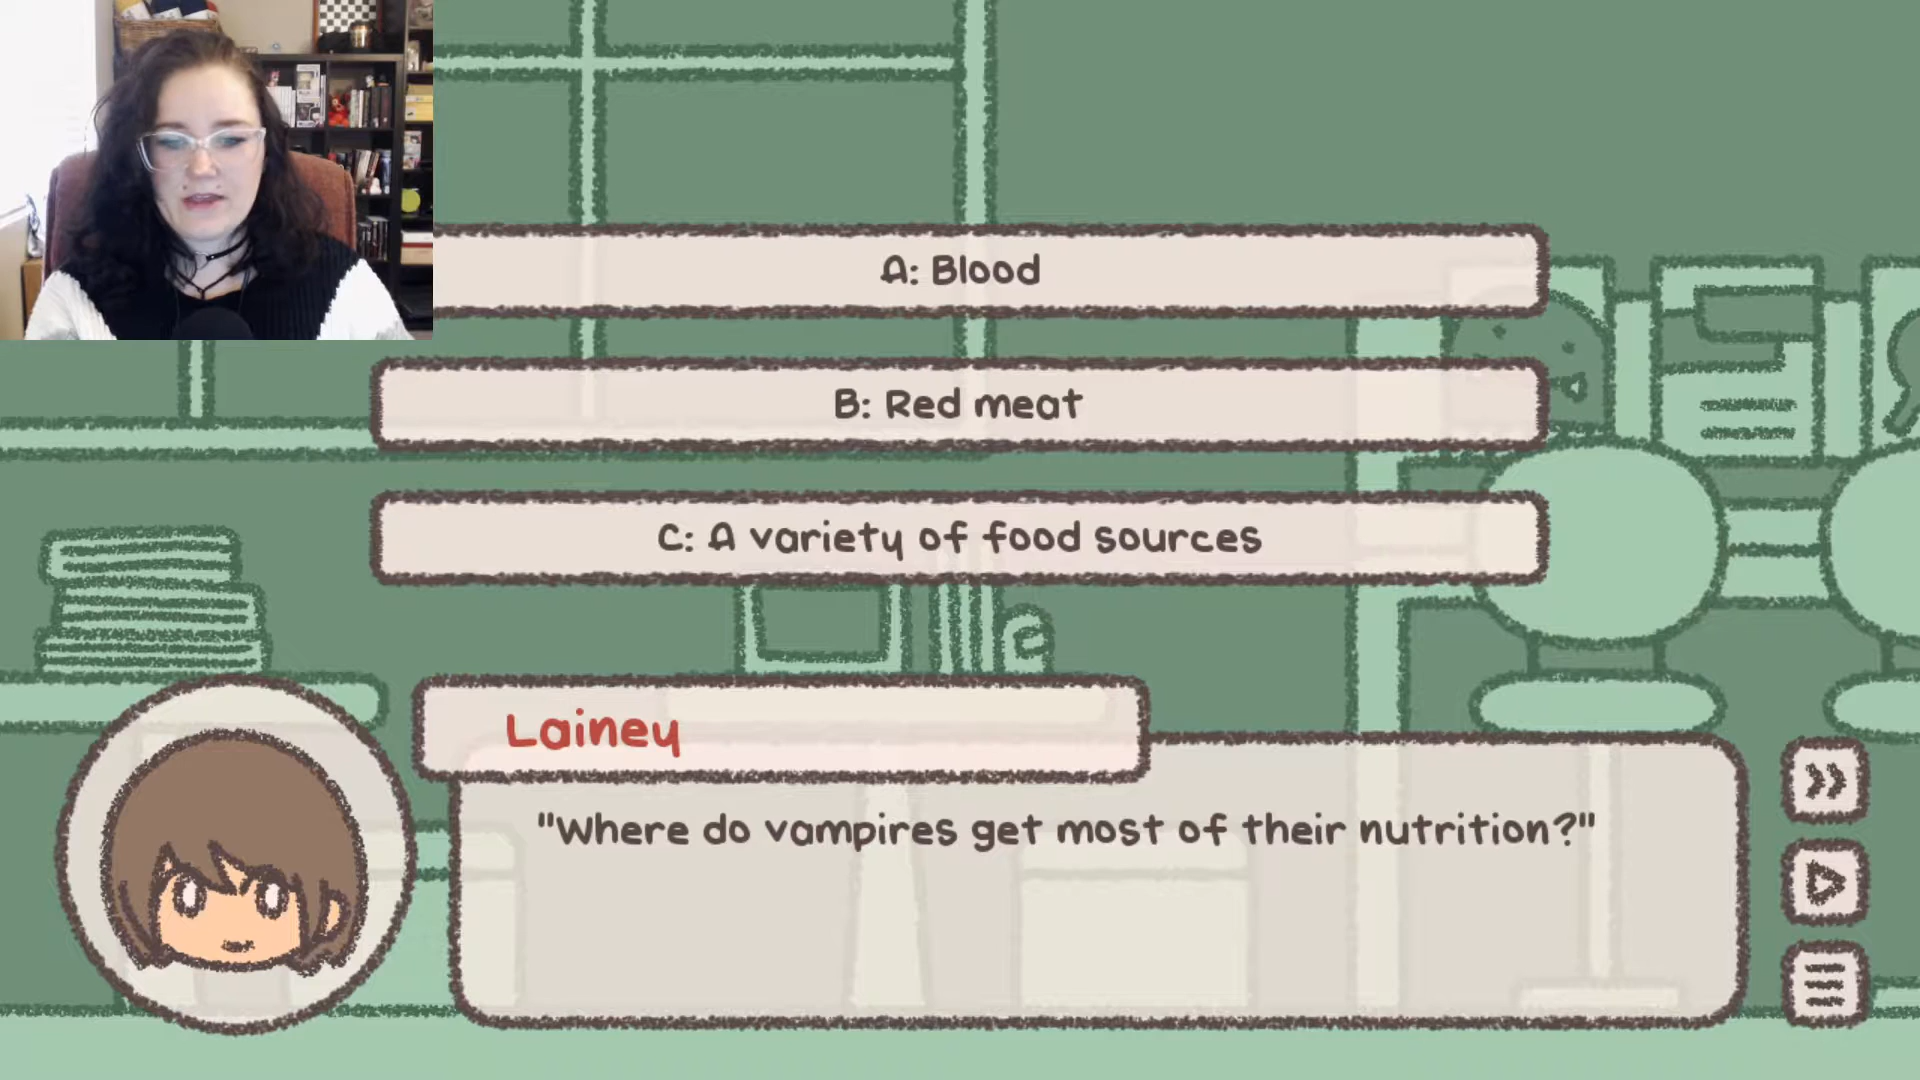 A: Blood
B: Red meat
C: A variety of food sources
Lainey
"Where do vampires get most of their nutrition?"